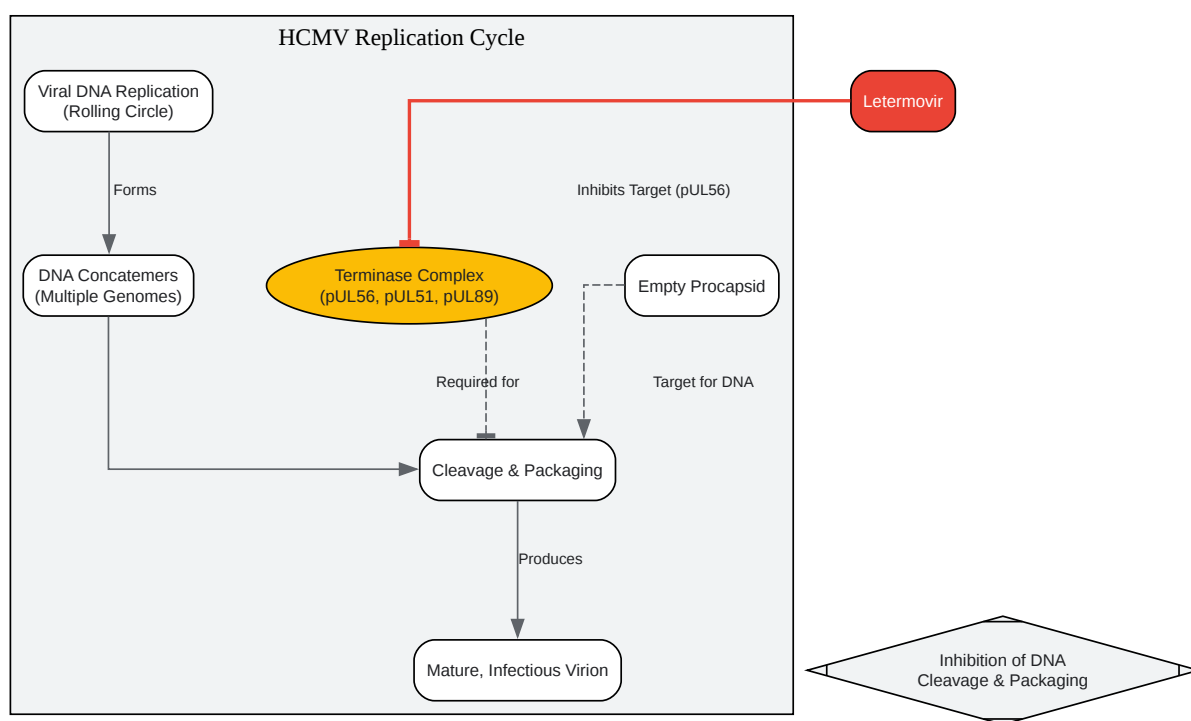 HCMV Replication Cycle
Viral DNA Replication
(Rolling Circle)
Letermovir
Forms
Inhibits Target (pUL56)
DNA Concatemers
(Multiple Genomes)
Terminase Complex
(pUL56, pUL51, pUL89)
Empty Procapsid
Required for
Target for DNA
Cleavage & Packaging
Produces
Mature, Infectious Virion
Inhibition of DNA
Cleavage & Packaging